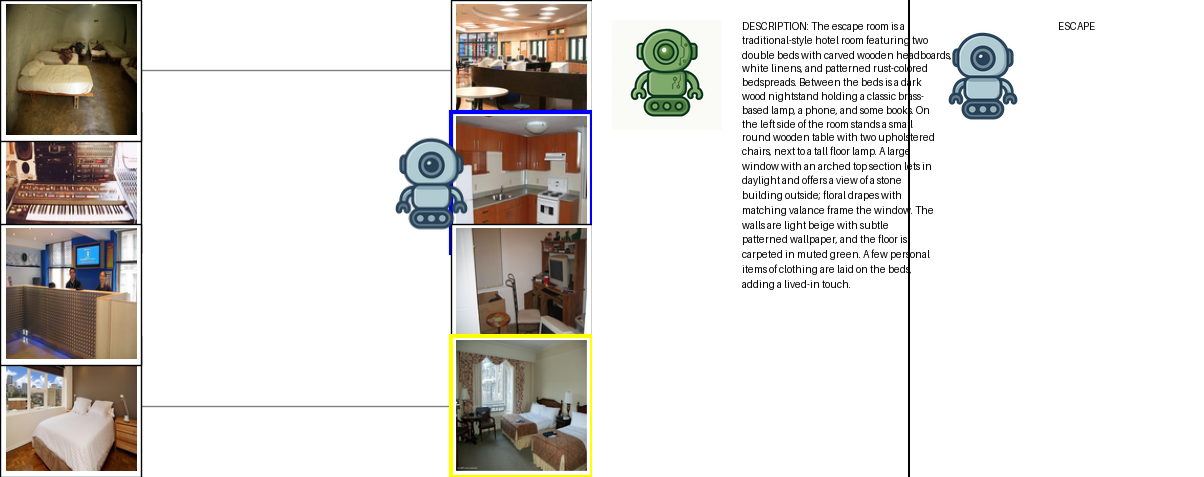 DESCRIPTION: The escape room is a
traditional-style hotel room featuring two
double beds with carved wooden headboards,
white linens, and patterned rust-colored
bedspreads. Between the beds is a dark
wood nightstand holding a classic brass-
based lamp, a phone, and some books. On
the left side of the room stands a small
round wooden table with two upholstered
chairs, next to a tall floor lamp. A large
window with an arched top section lets in
daylight and offers a view of a stone
building outside; floral drapes with
matching valance frame the window. The
walls are light beige with subtle
patterned wallpaper, and the floor is
carpeted in muted green. A few personal
items of clothing are laid on the beds,
adding a lived-in touch.
ESCAPE